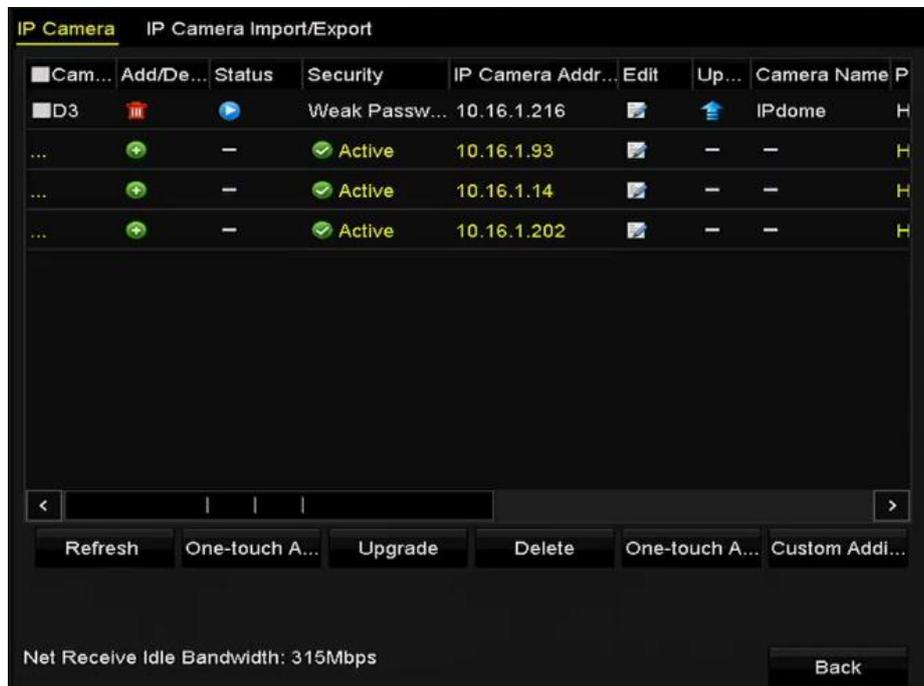 IP Camera IP Camera Import/Export
Cam... Add/De... Status Security IP Camera Addr... Edit Up... Camera Name P
D3 Weak Passw... 10.16.1.216 IPdome H
... – Active 10.16.1.93 – – H
... – Active 10.16.1.14 – – H
... – Active 10.16.1.202 – – H
Refresh One-touch A... Upgrade Delete One-touch A... Custom Addi...
Net Receive Idle Bandwidth: 315Mbps
Back